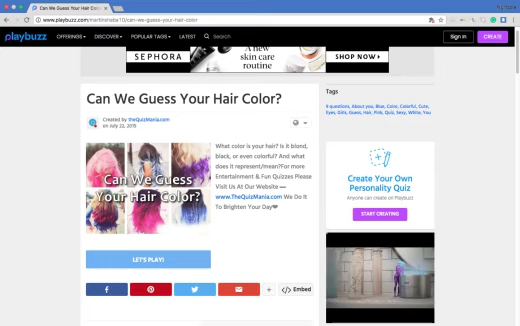 Can We Guess Your Hair Color
www.playbuzz.com/martinshaba10/can-we-guess-your-hair-color
playbuzz
OFFERINGS
DISCOVER
POPULAR TAGS
LATEST
Search
Sign in
CREATE
SEPHORA
A new
skin care
routine
SHOP NOW
Can We Guess Your Hair Color?
Created by TheQuizMania.com
on July 22, 2015
Can We Guess
Your Hair Color?
What color is your hair? Is it blond,
black, or even colorful? And what
does it represent/mean?For more
Entertainment & Fun Quizzes Please
Visit Us At Our Website —
www.TheQuizMania.com We Do It
To Brighten Your Day❤
LET'S PLAY!
+
</> Embed
Tags
8 questions, About you, Blue, Color, Colorful, Cute,
Eyes, Girls, Guess, Hair, Pink, Quiz, Sexy, White, You
Create Your Own
Personality Quiz
Anyone can create on Playbuzz
START CREATING